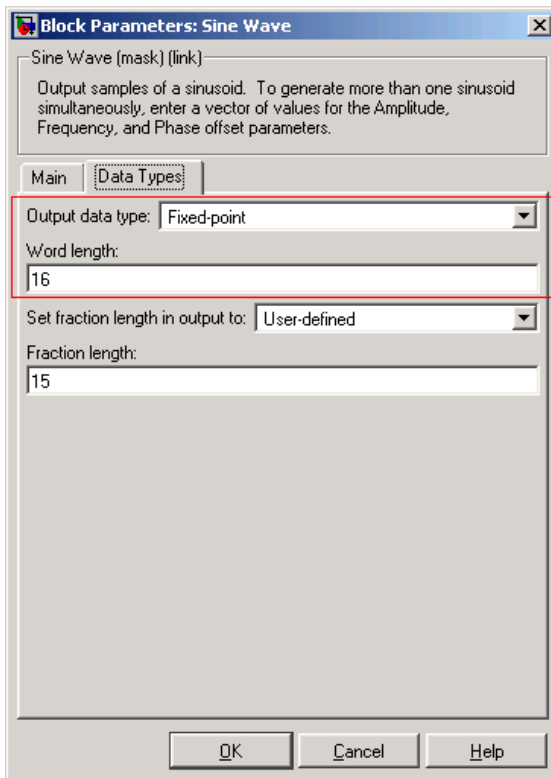 Block Parameters: Sine Wave
Sine Wave (mask) (link)
Output samples of a sinusoid. To generate more than one sinusoid
simultaneously, enter a vector of values for the Amplitude,
Frequency, and Phase offset parameters.
Main Data Types
Output data type: Fixed-point
Word length:
16
Set fraction length in output to: User-defined
Fraction length:
15
OK Cancel Help